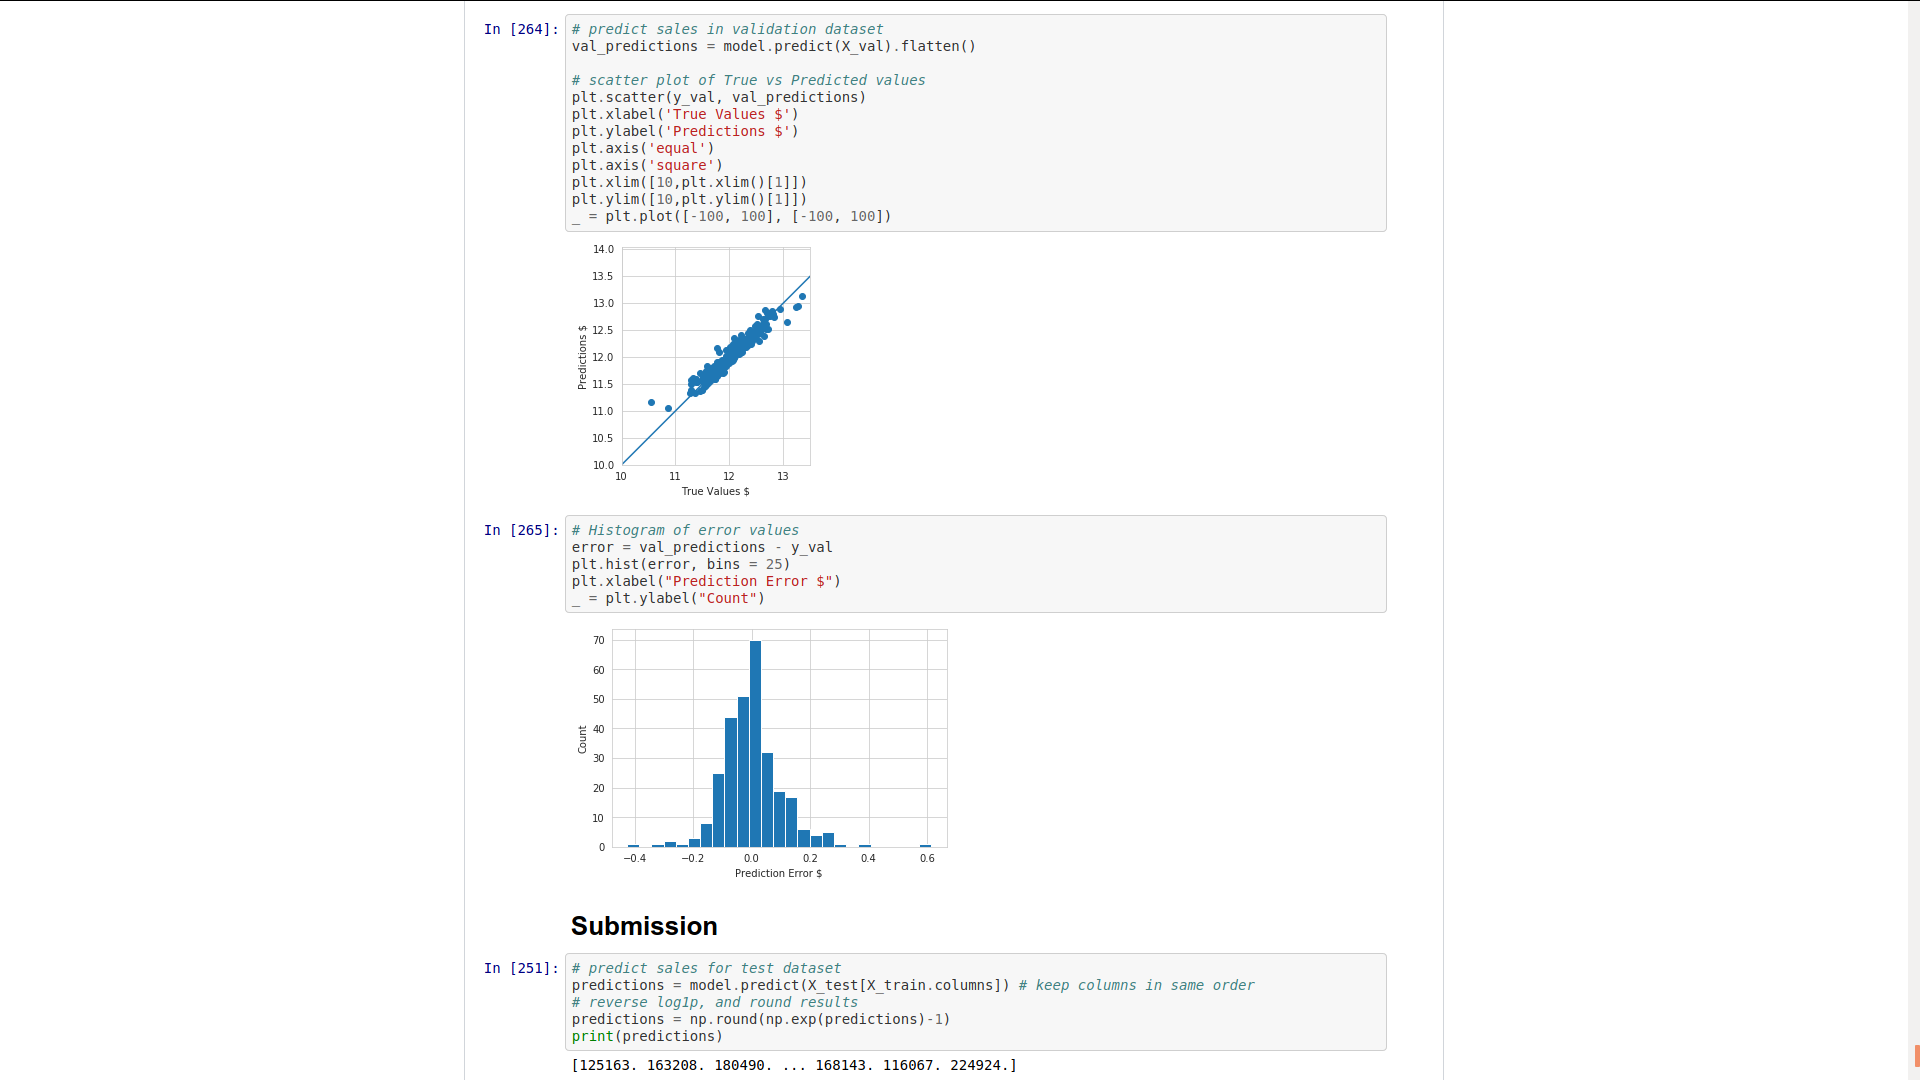 In [264]:
# predict sales in validation dataset
val_predictions = model.predict(X_val).flatten()
# scatter plot of True vs Predicted values
plt.scatter(y_val, val_predictions)
plt.xlabel('True Values $')
plt.ylabel('Predictions $')
plt.axis('equal')
plt.axis('square')
plt.xlim([10,plt.xlim()[1]])
plt.ylim([10,plt.ylim()[1]])
_ = plt.plot([-100, 100], [-100, 100])
14.0
13.5
13.0
12.5
12.0
11.5
11.0
10.5
10.0
Predictions $
10 11 12 13
True Values $
In [265]:
# Histogram of error values
error = val_predictions - y_val
plt.hist(error, bins = 25)
plt.xlabel("Prediction Error $")
_ = plt.ylabel("Count")
70
60
50
40
30
20
10
0
Count
−0.4 −0.2 0.0 0.2 0.4 0.6
Prediction Error $
Submission
In [251]:
# predict sales for test dataset
predictions = model.predict(X_test[X_train.columns]) # keep columns in same order
# reverse log1p, and round results
predictions = np.round(np.exp(predictions)-1)
print(predictions)
[125163. 163208. 180490. ... 168143. 116067. 224924.]